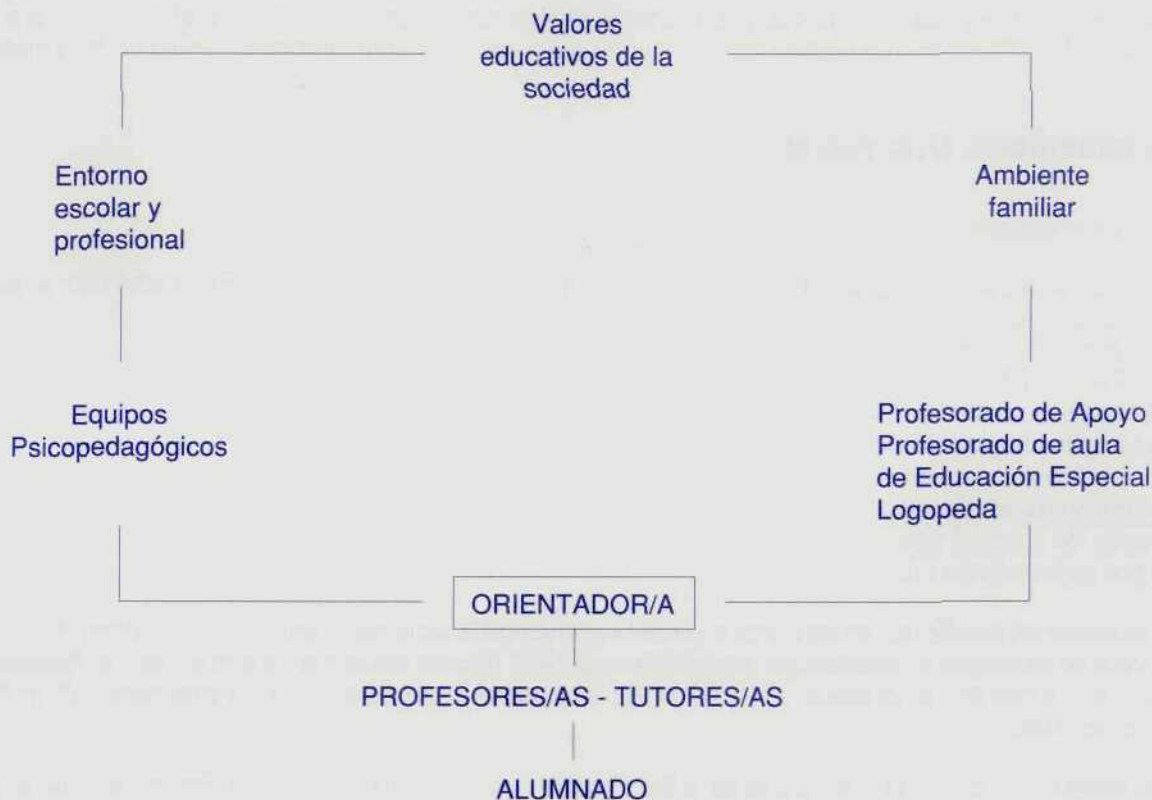 Valores
educativos de la
sociedad
Entorno
escolar y
profesional
Ambiente
familiar
Equipos
Psicopedagógicos
Profesorado de Apoyo
Profesorado de aula
de Educación Especial
Logopeda
ORIENTADOR/A
PROFESORES/AS - TUTORES/AS
ALUMNADO